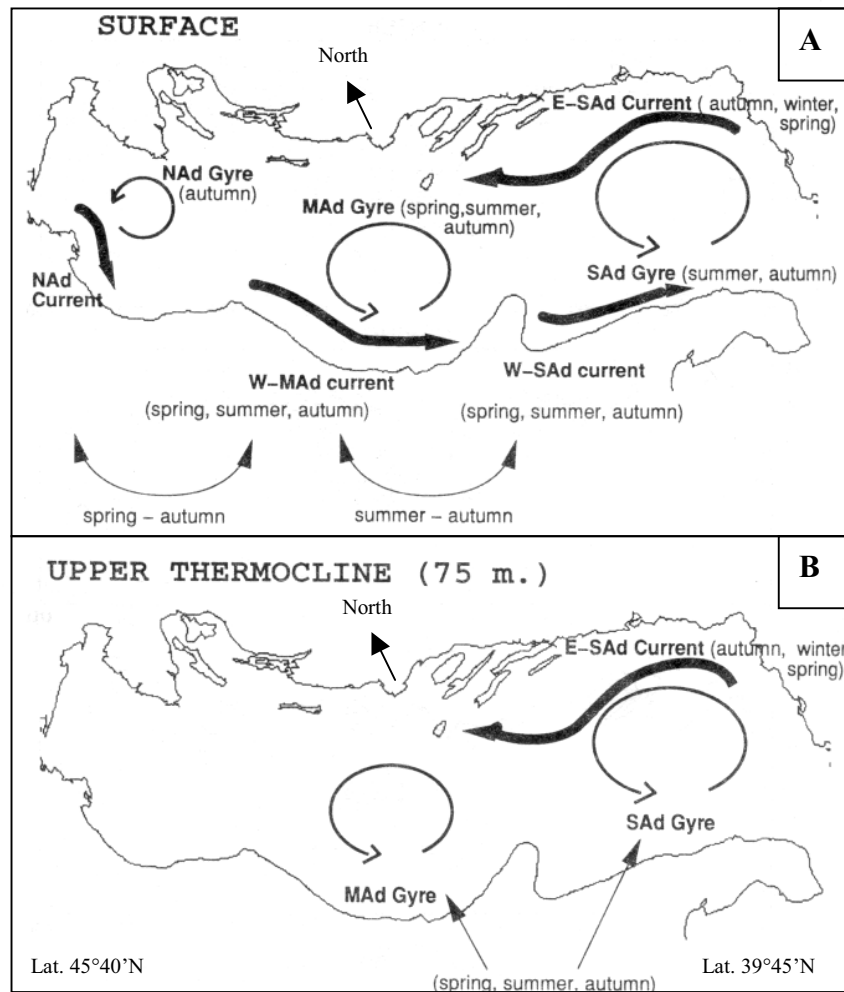 SURFACE
A
North
E-SAd Current ( autumn, winter,
spring)
NAd Gyre
(autumn)
MAd Gyre (spring,summer,
autumn)
SAd Gyre (summer, autumn)
NAd
Current
W-MAd current
(spring, summer, autumn)
W-SAd current
(spring, summer, autumn)
spring – autumn
summer – autumn
B
UPPER THERMOCLINE (75 m.)
North
E-SAd Current (autumn, winter
spring)
SAd Gyre
MAd Gyre
Lat. 45°40’N
(spring, summer, autumn)
Lat. 39°45’N